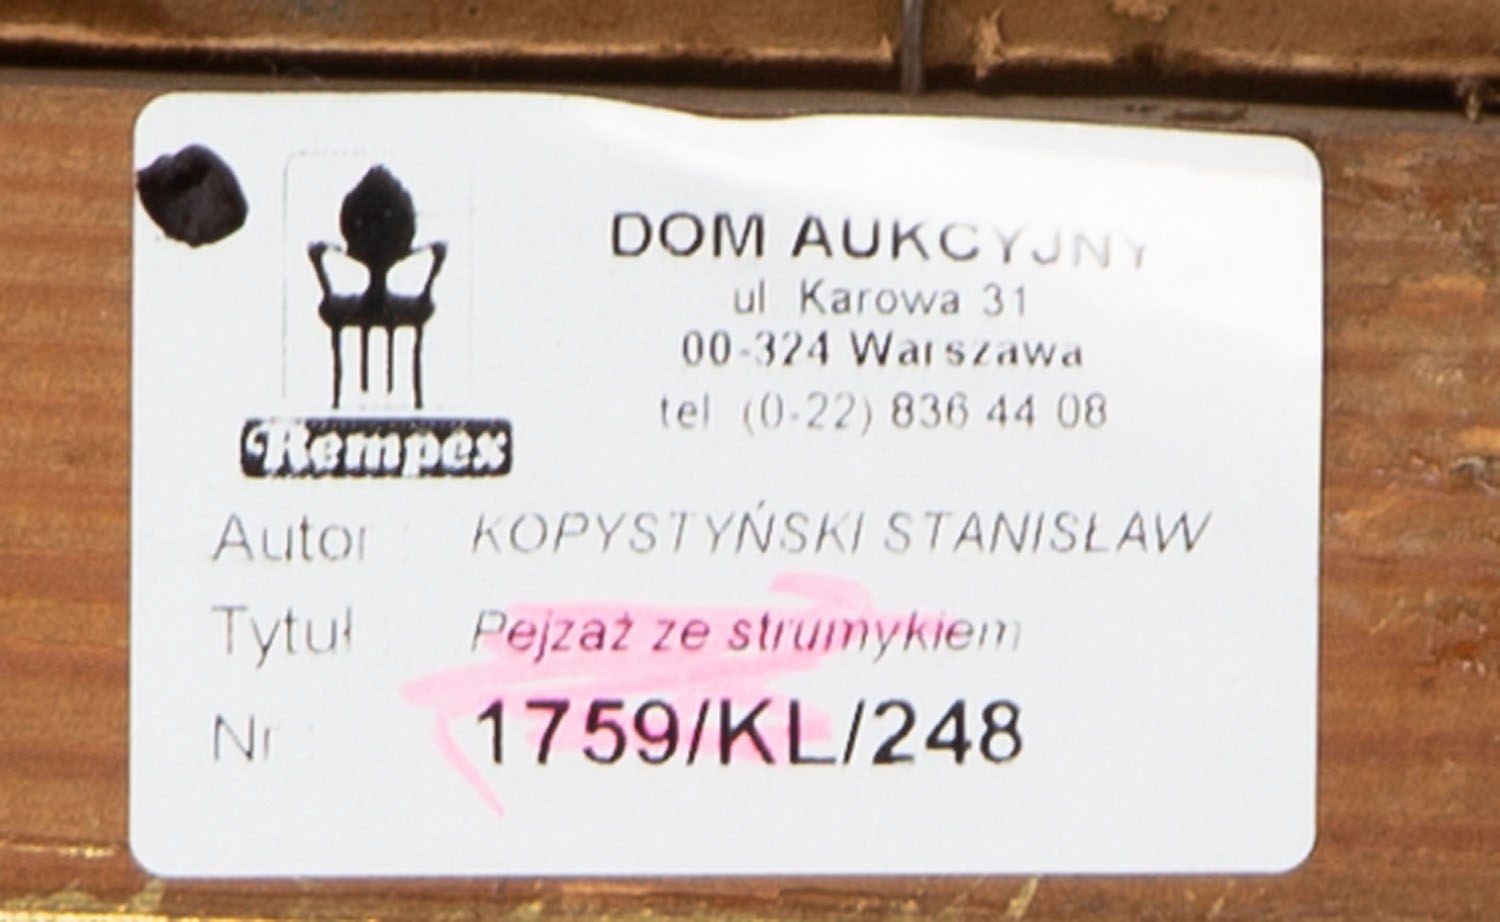 DOM AUKCYJNY
ul Karowa 31
00-324 Warszawa
tel (0-22) 836 44 08
Rempex
Autor : KOPYSTYŃSKI STANISŁAW
Tytuł Pejzaż ze strumykiem
Nr : 1759/KL/248